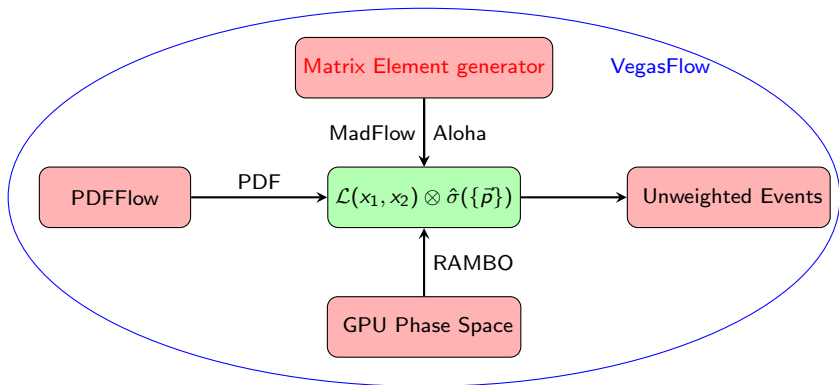 Matrix Element generator
VegasFlow
MadFlow
Aloha
PDFFlow
PDF
ℒ(x₁, x₂) ⊗ σ̂({p⃗})
Unweighted Events
RAMBO
GPU Phase Space